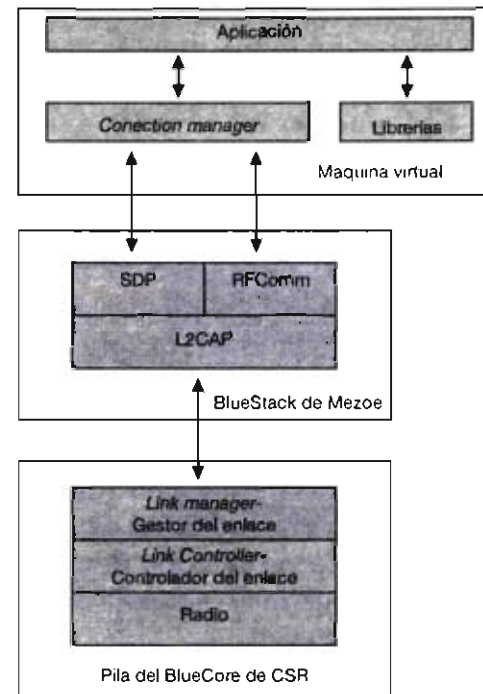 Aplicación
Conection manager
Librerías
Maquina virtual
SDP
RFComm
L2CAP
BlueStack de Mezoe
Link manager-
Gestor del enlace
Link Controller-
Controlador del enlace
Radio
Pila del BlueCore de CSR